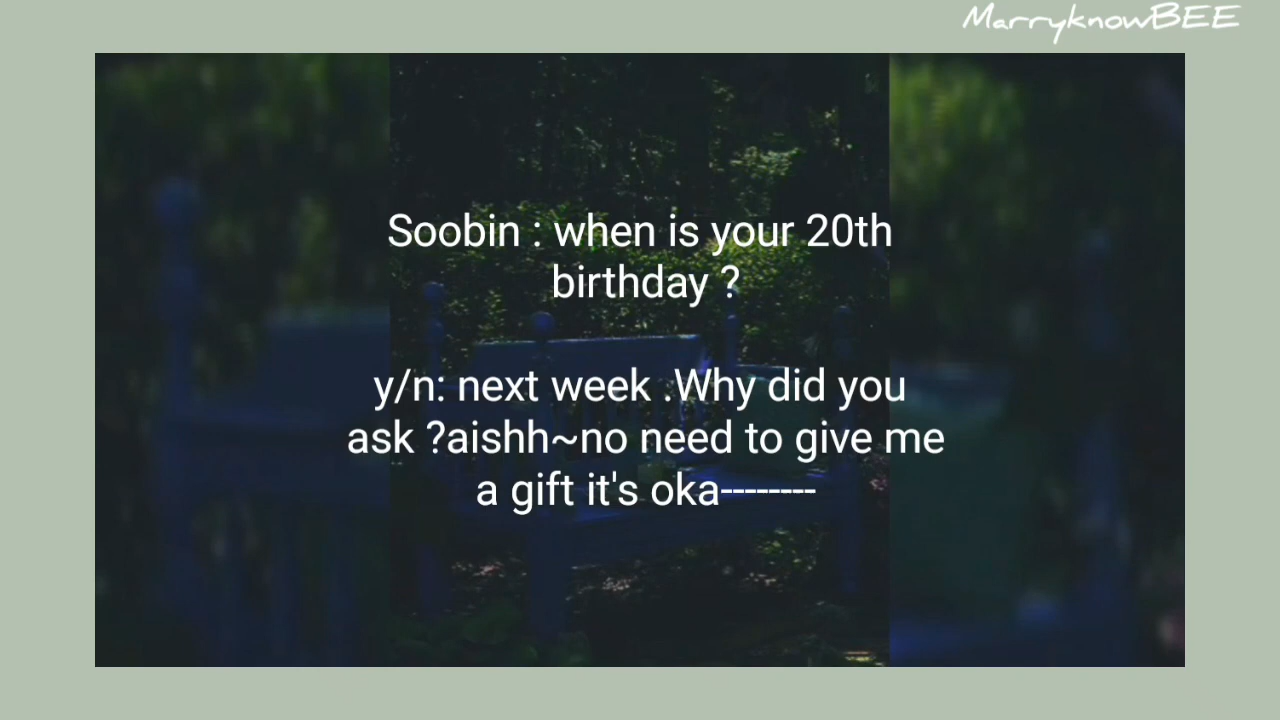 MarryknowBEE
Soobin : when is your 20th
birthday ?
y/n: next week .Why did you
ask ?aishh~no need to give me
a gift it's oka--------